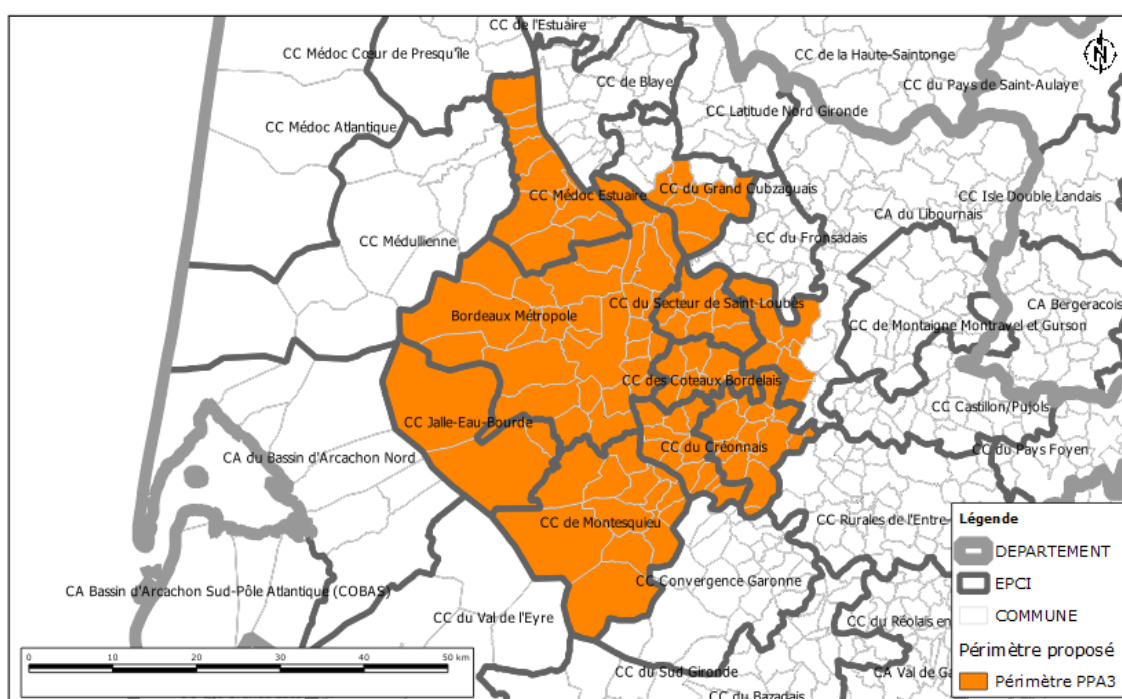 CC de l'Estuaire
CC Médoc Cœur de Presqu'île
CC de la Haute-Saintonge
N
CC de Blaye
CC du Pays de Saint-Aulaye
CC Latitude Nord Gironde
CC Médoc Atlantique
CC Médoc Estuaire
CC du Grand Cubzaguais
CC Isle Double Landais
CA du Libournais
CC Médullienne
CC du Fronsadais
CC du Secteur de Saint-Loubès
CA Bergeracois
Bordeaux Métropole
CC de Montaigne Montravel et Gurson
CC des Coteaux Bordelais
CC Castillon/Pujols
CC Jalle-Eau-Bourde
CC du Créonnais
CC du Pays Foyen
CA du Bassin d'Arcachon Nord
CC de Montesquieu
CC Rurales de l'Entre-
CC Convergence Garonne
CA Bassin d'Arcachon Sud-Pôle Atlantique (COBAS)
CC du Val de l'Eyre
CC du Réolais en
CC du Sud Gironde
CA Val de Ga
CC du Bazadais
Légende
DEPARTEMENT
EPCI
COMMUNE
Périmètre proposé
Périmètre PPA3
0 10 20 30 40 50 km